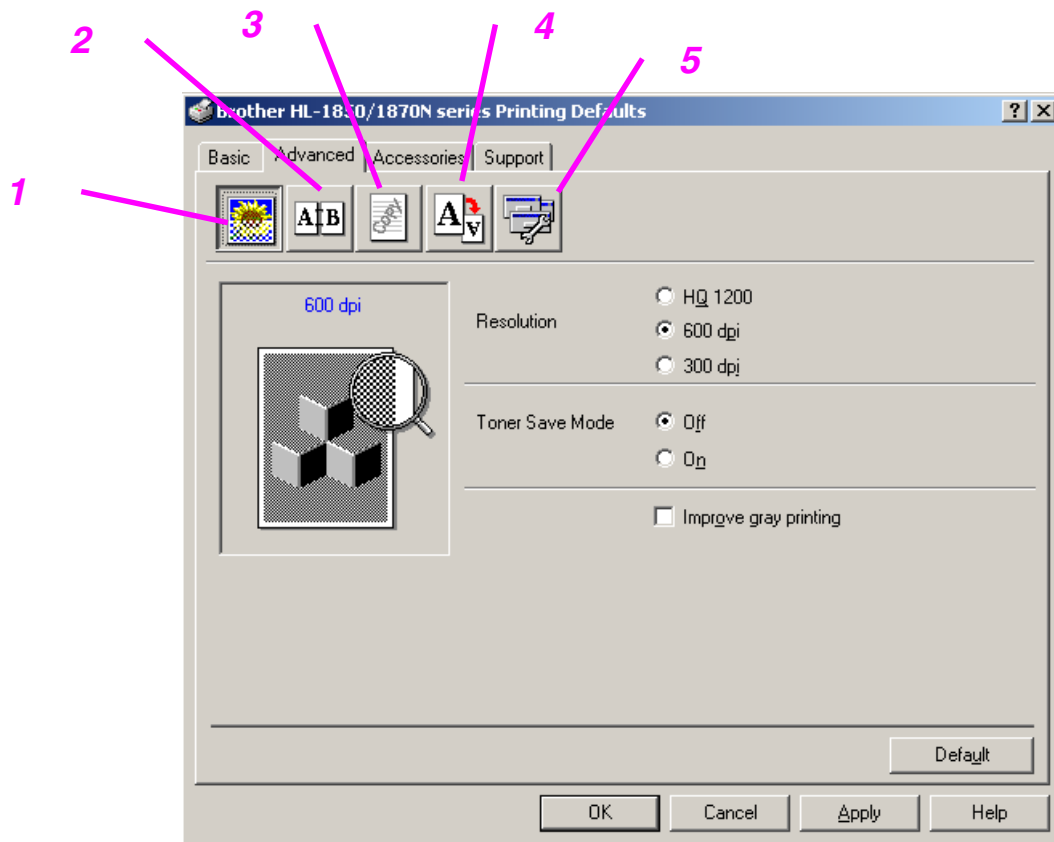 2
3
4
5
1
Brother HL-1850/1870N series Printing Defaults
Basic
Advanced
Accessories
Support
A B
COPY
A
A
600 dpi
Resolution
HQ 1200
600 dpi
300 dpi
Toner Save Mode
Off
On
Improve gray printing
Default
OK
Cancel
Apply
Help